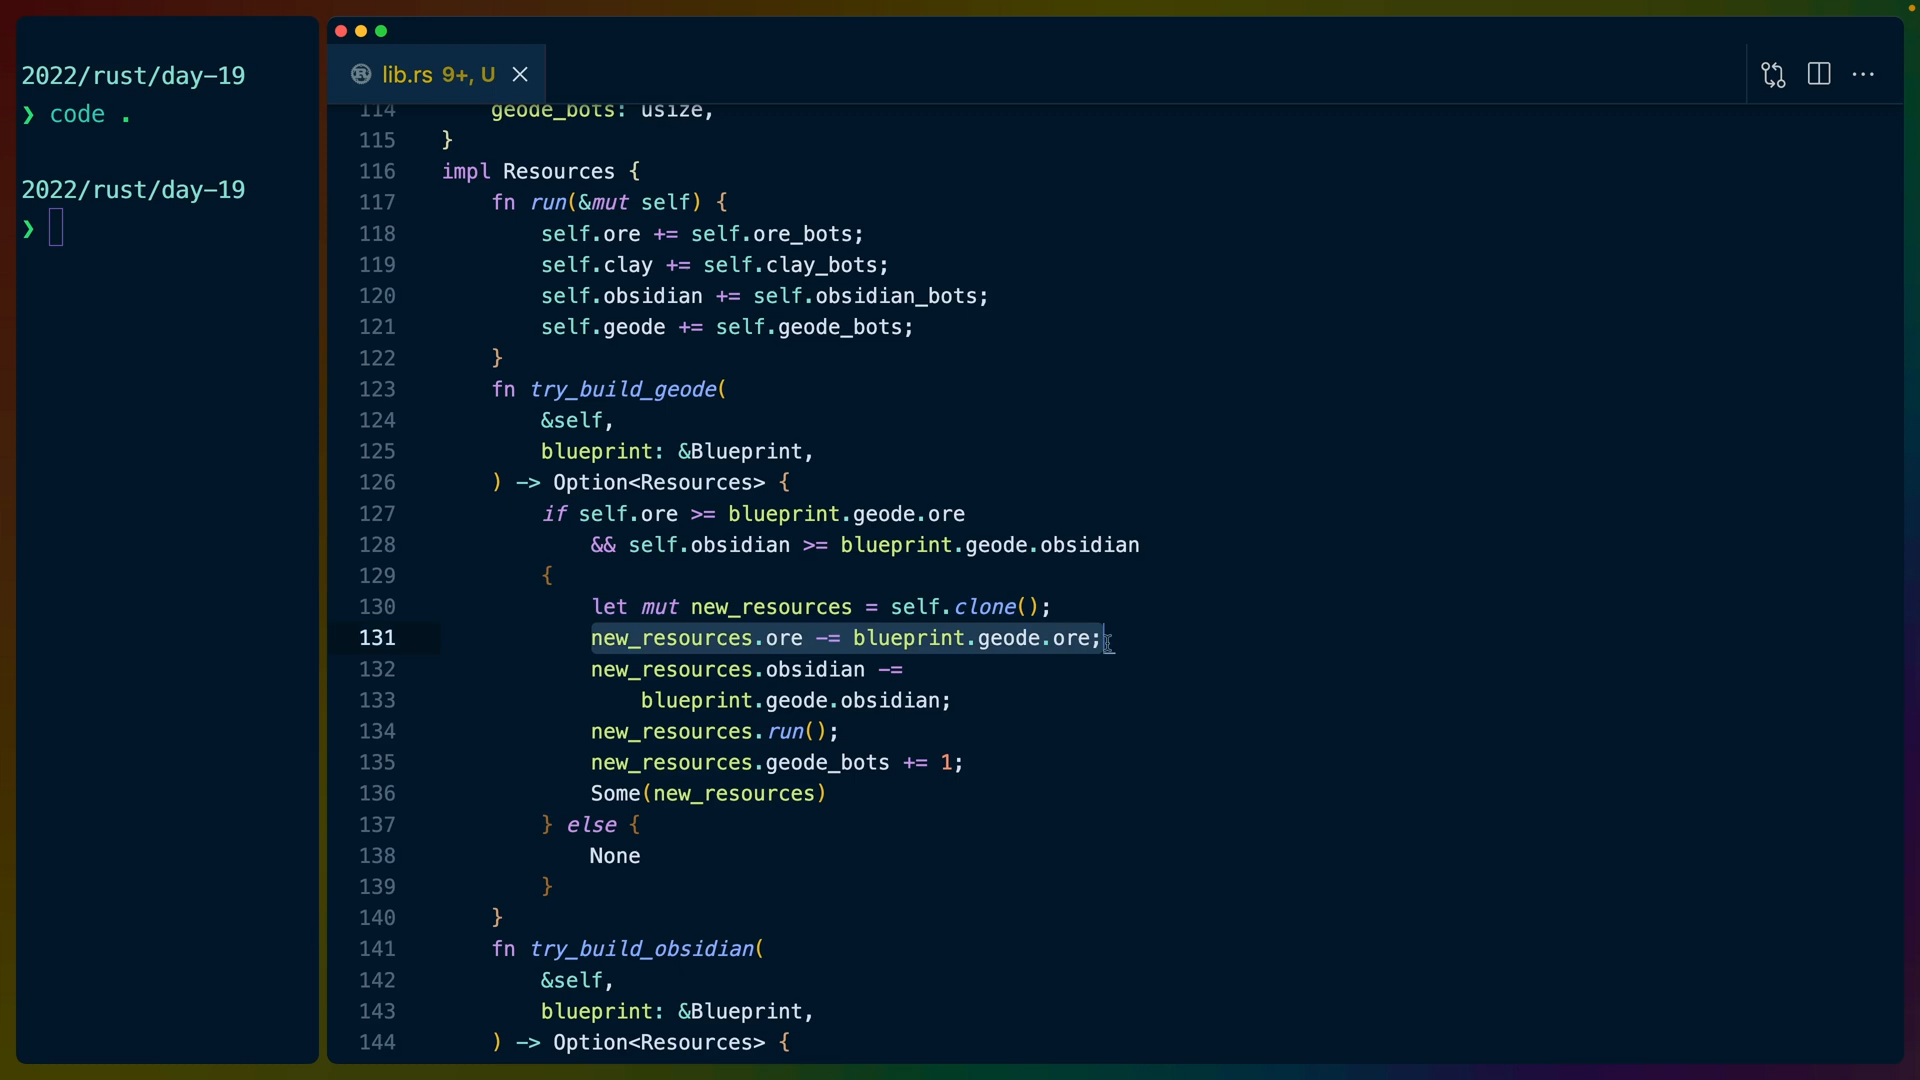 2022/rust/day-19
❯ code .
2022/rust/day-19
❯
lib.rs 9+, U
114 geode_bots: usize,
115 }
116 impl Resources {
117 fn run(&mut self) {
118 self.ore += self.ore_bots;
119 self.clay += self.clay_bots;
120 self.obsidian += self.obsidian_bots;
121 self.geode += self.geode_bots;
122 }
123 fn try_build_geode(
124 &self,
125 blueprint: &Blueprint,
126 ) -> Option<Resources> {
127 if self.ore >= blueprint.geode.ore
128 && self.obsidian >= blueprint.geode.obsidian
129 {
130 let mut new_resources = self.clone();
131 new_resources.ore -= blueprint.geode.ore;
132 new_resources.obsidian -=
133 blueprint.geode.obsidian;
134 new_resources.run();
135 new_resources.geode_bots += 1;
136 Some(new_resources)
137 } else {
138 None
139 }
140 }
141 fn try_build_obsidian(
142 &self,
143 blueprint: &Blueprint,
144 ) -> Option<Resources> {